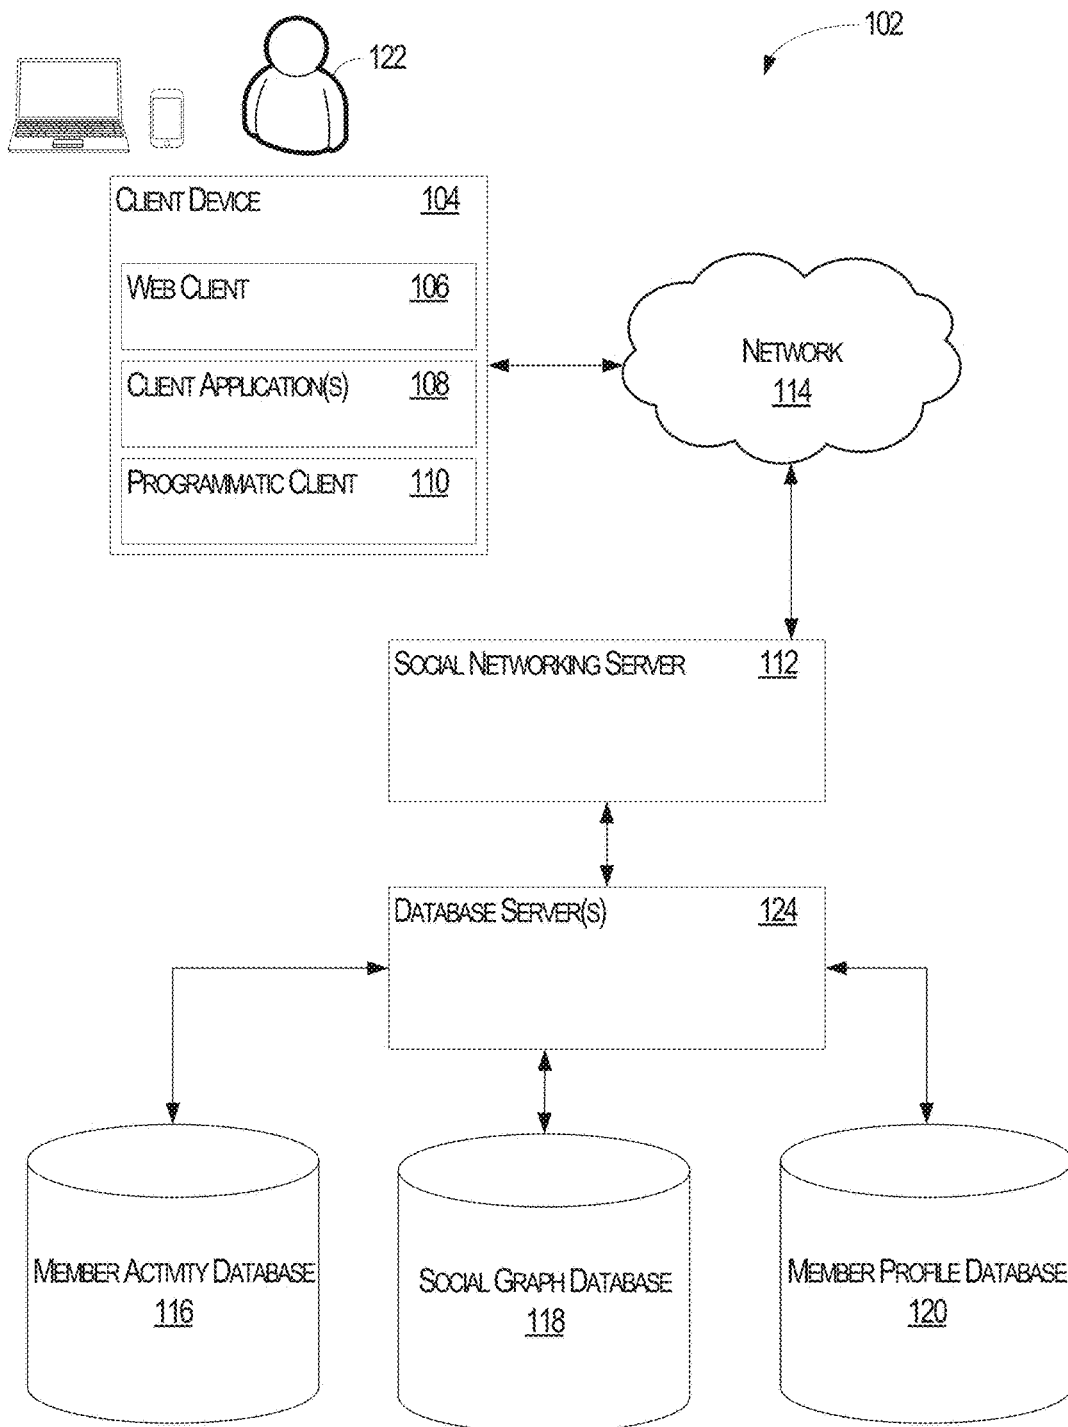 102
122
CLIENT DEVICE 104
WEB CLIENT 106
CLIENT APPLICATION(S) 108
PROGRAMMATIC CLIENT 110
NETWORK
114
SOCIAL NETWORKING SERVER 112
DATABASE SERVER(S) 124
MEMBER ACTIVITY DATABASE
116
SOCIAL GRAPH DATABASE
118
MEMBER PROFILE DATABASE
120